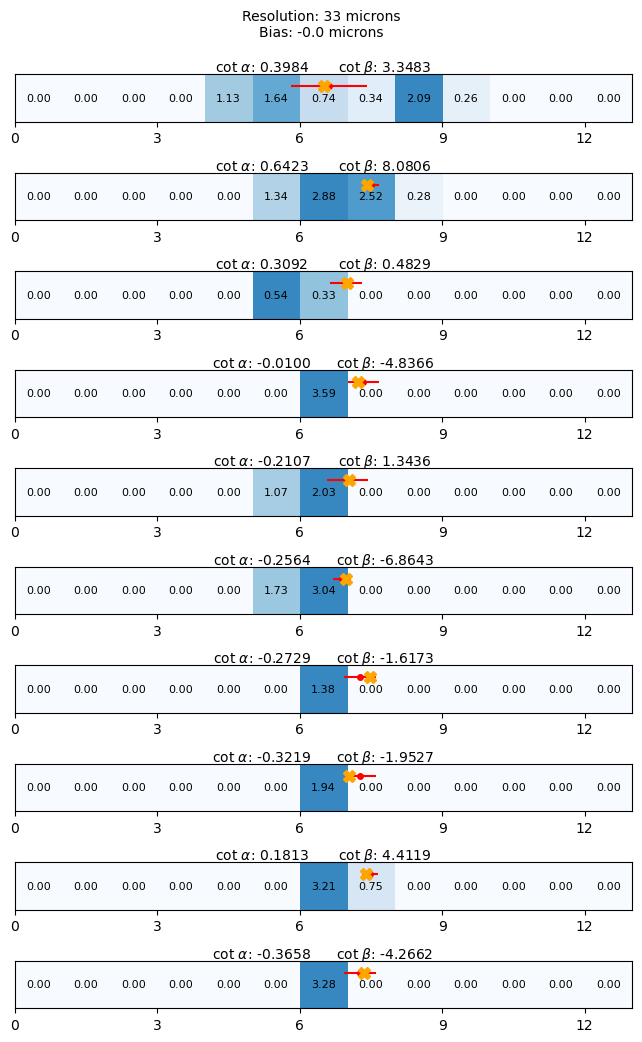 Resolution: 33 microns
Bias: -0.0 microns
cot α: 0.3984 cot β: 3.3483
0.00 0.00 0.00 0.00 1.13 1.64 0.74 0.34 2.09 0.26 0.00 0.00 0.00
0 3 6 9 12
cot α: 0.6423 cot β: 8.0806
0.00 0.00 0.00 0.00 0.00 1.34 2.88 2.52 0.28 0.00 0.00 0.00 0.00
0 3 6 9 12
cot α: 0.3092 cot β: 0.4829
0.00 0.00 0.00 0.00 0.00 0.54 0.33 0.00 0.00 0.00 0.00 0.00 0.00
0 3 6 9 12
cot α: -0.0100 cot β: -4.8366
0.00 0.00 0.00 0.00 0.00 0.00 3.59 0.00 0.00 0.00 0.00 0.00 0.00
0 3 6 9 12
cot α: -0.2107 cot β: 1.3436
0.00 0.00 0.00 0.00 0.00 1.07 2.03 0.00 0.00 0.00 0.00 0.00 0.00
0 3 6 9 12
cot α: -0.2564 cot β: -6.8643
0.00 0.00 0.00 0.00 0.00 1.73 3.04 0.00 0.00 0.00 0.00 0.00 0.00
0 3 6 9 12
cot α: -0.2729 cot β: -1.6173
0.00 0.00 0.00 0.00 0.00 0.00 1.38 0.00 0.00 0.00 0.00 0.00 0.00
0 3 6 9 12
cot α: -0.3219 cot β: -1.9527
0.00 0.00 0.00 0.00 0.00 0.00 1.94 0.00 0.00 0.00 0.00 0.00 0.00
0 3 6 9 12
cot α: 0.1813 cot β: 4.4119
0.00 0.00 0.00 0.00 0.00 0.00 3.21 0.75 0.00 0.00 0.00 0.00 0.00
0 3 6 9 12
cot α: -0.3658 cot β: -4.2662
0.00 0.00 0.00 0.00 0.00 0.00 3.28 0.00 0.00 0.00 0.00 0.00 0.00
0 3 6 9 12